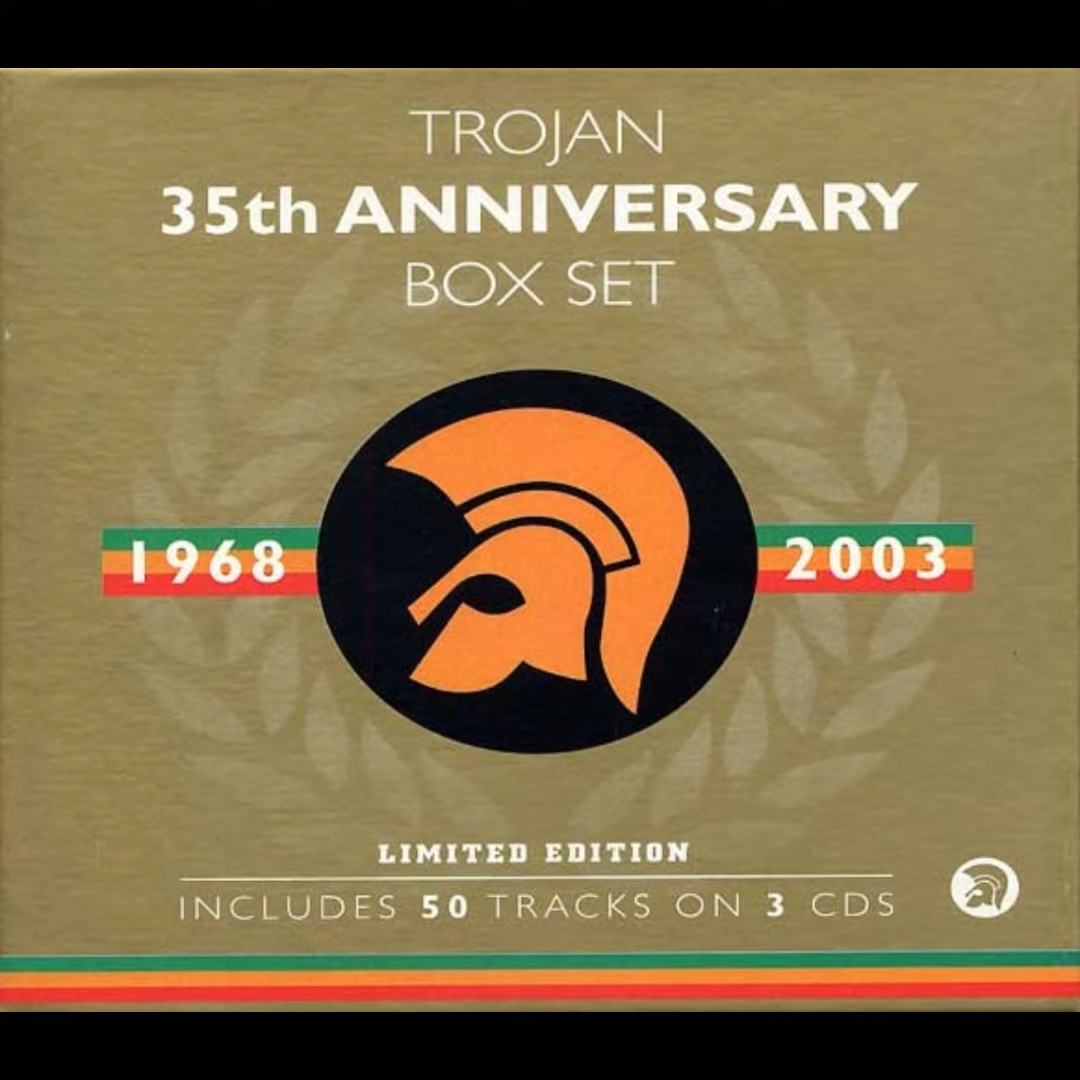 TROJAN
35th ANNIVERSARY
BOX SET
1968
2003
LIMITED EDITION
INCLUDES 50 TRACKS ON 3 CDS